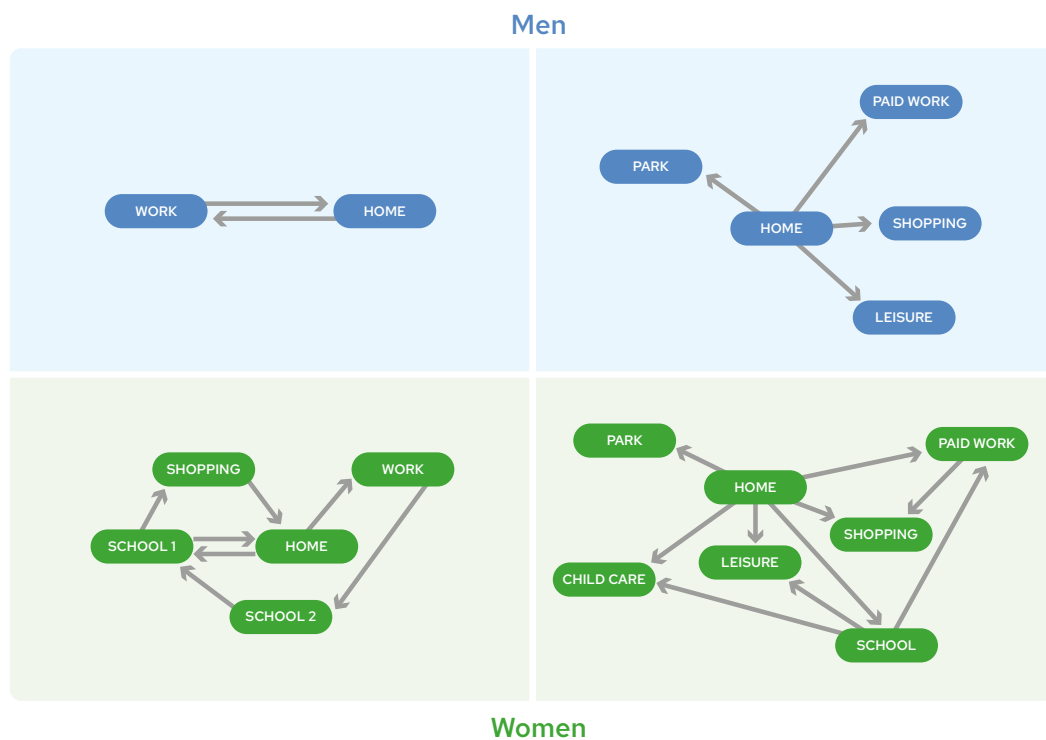 Men
WORK
HOME
PARK
PAID WORK
HOME
SHOPPING
LEISURE
SHOPPING
WORK
SCHOOL 1
HOME
SCHOOL 2
PARK
PAID WORK
HOME
SHOPPING
LEISURE
CHILD CARE
SCHOOL
Women